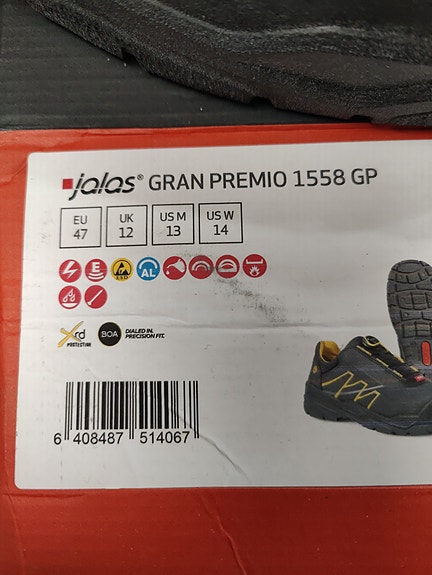 jalas® GRAN PREMIO 1558 GP
EU 47
UK 12
US M 13
US W 14
E
ESD
AL
xrd PROTECTION
BOA
DIALED IN.
PRECISION FIT.
6 408487 514067